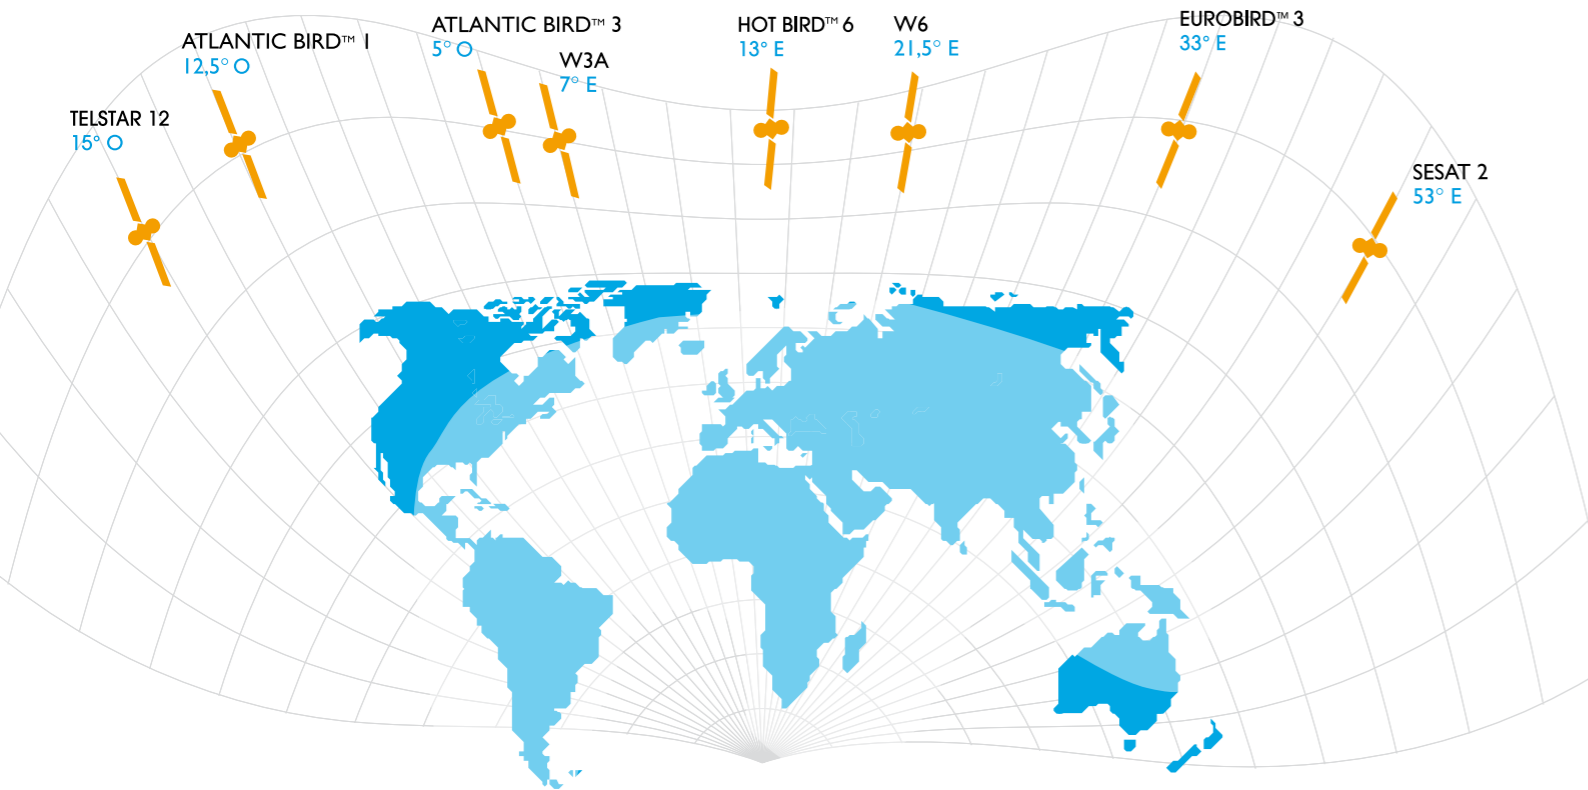 TELSTAR 12
15° O
ATLANTIC BIRD™ 1
12,5° O
ATLANTIC BIRD™ 3
5° O
W3A
7° E
HOT BIRD™ 6
13° E
W6
21,5° E
EUROBIRD™ 3
33° E
SESAT 2
53° E